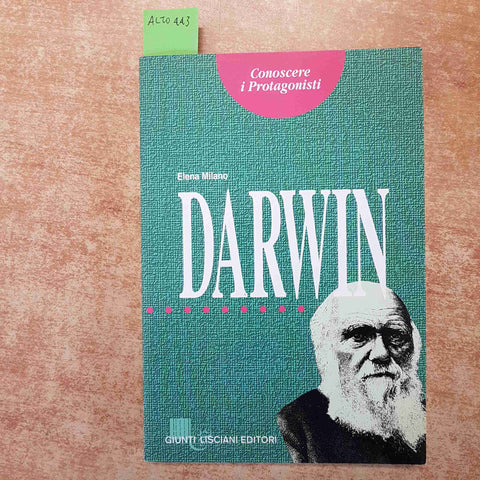 ALTO 113
Conoscere
i Protagonisti
Elena Milano
DARWIN
GIUNTI LISCIANI EDITORI